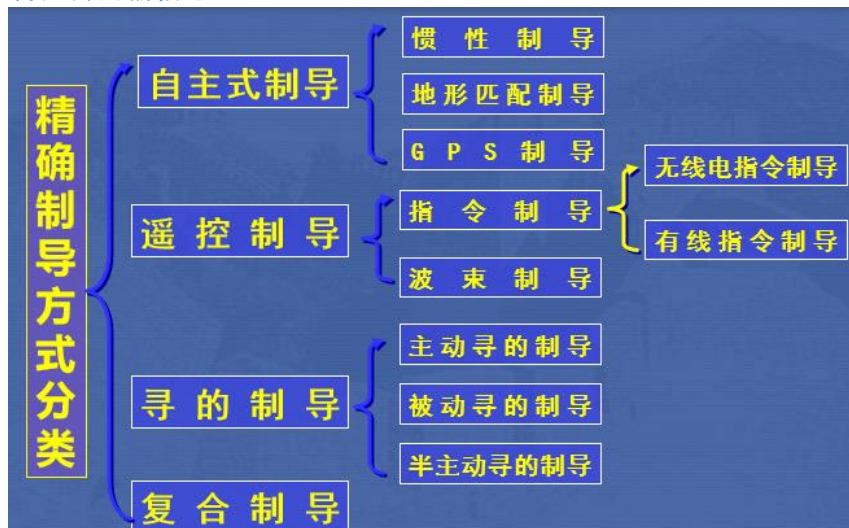 精确制导方式分类
自主式制导
惯性制导
地形匹配制导
GPS制导
遥控制导
指令制导
无线电指令制导
有线指令制导
波束制导
寻的制导
主动寻的制导
被动寻的制导
半主动寻的制导
复合制导